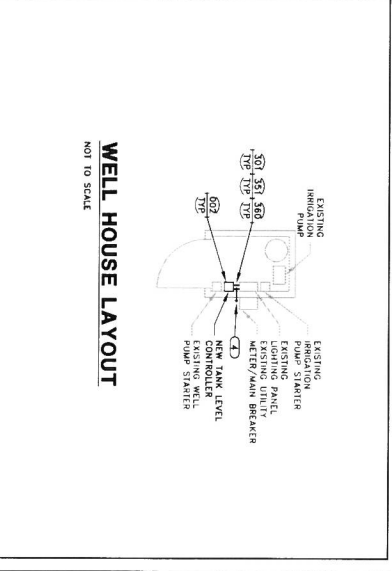 EXISTING
IRRIGATION
PUMP
301 351 360
TYP TYP TYP
002
TYP
EXISTING
IRRIGATION
PUMP STARTER
EXISTING
LIGHTING PANEL
EXISTING UTILITY
METER/MAIN BREAKER
4
NEW TANK LEVEL
CONTROLLER
EXISTING WELL
PUMP STARTER
WELL HOUSE LAYOUT
NOT TO SCALE